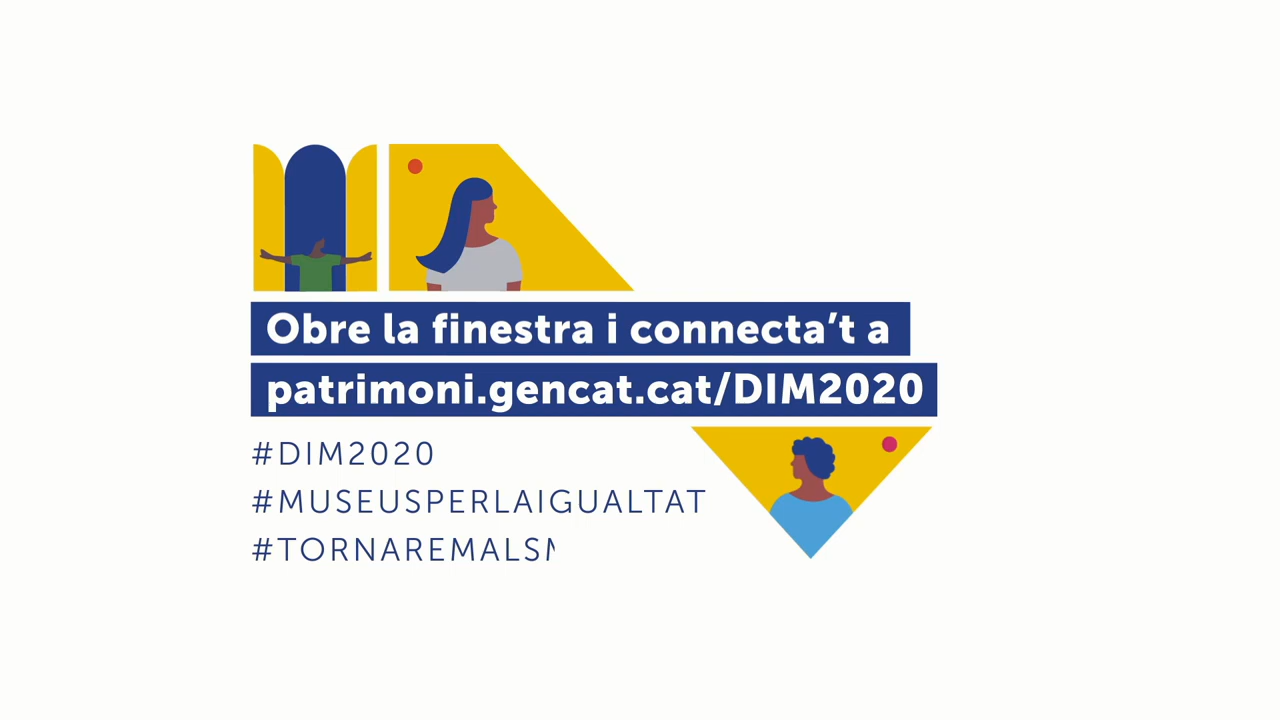 Obre la finestra i connecta't a
patrimoni.gencat.cat/DIM2020
#DIM2020
#MUSEUSPERLAIGUALTAT
#TORNAREMALS